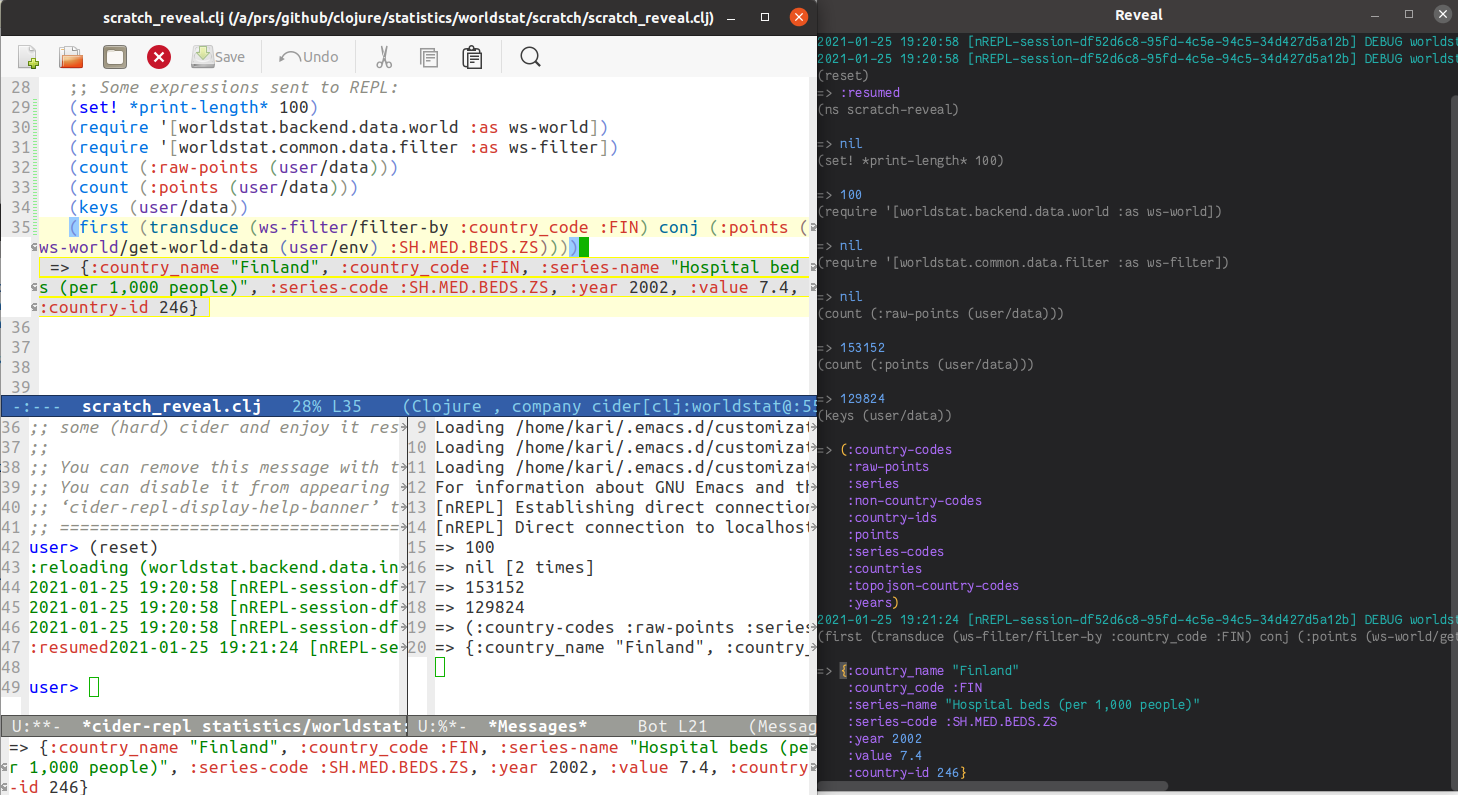 scratch_reveal.clj (/a/prs/github/clojure/statistics/worldstat/scratch/scratch_reveal.clj)
Save
Undo
28 ;; Some expressions sent to REPL:
29 (set! *print-length* 100)
30 (require '[worldstat.backend.data.world :as ws-world])
31 (require '[worldstat.common.data.filter :as ws-filter])
32 (count (:raw-points (user/data)))
33 (count (:points (user/data)))
34 (keys (user/data))
35 (first (transduce (ws-filter/filter-by :country_code :FIN) conj (:points (
ws-world/get-world-data (user/env) :SH.MED.BEDS.ZS))))
=> {:country_name "Finland", :country_code :FIN, :series-name "Hospital bed
s (per 1,000 people)", :series-code :SH.MED.BEDS.ZS, :year 2002, :value 7.4,
:country-id 246}
36
37
38
39
-:--- scratch_reveal.clj 28% L35 (Clojure , company cider[clj:worldstat@:55
36 ;; some (hard) cider and enjoy it res
37 ;;
38 ;; You can remove this message with t
39 ;; You can disable it from appearing
40 ;; ‘cider-repl-display-help-banner’ t
41 ;; ==================================
42 user> (reset)
43 :reloading (worldstat.backend.data.in
44 2021-01-25 19:20:58 [nREPL-session-df
45 2021-01-25 19:20:58 [nREPL-session-df
46 2021-01-25 19:20:58 [nREPL-session-df
47 :resumed2021-01-25 19:21:24 [nREPL-se
48
49 user>
U:**- *cider-repl statistics/worldstat:
9 Loading /home/kari/.emacs.d/customizat
10 Loading /home/kari/.emacs.d/customizat
11 Loading /home/kari/.emacs.d/customizat
12 For information about GNU Emacs and th
13 [nREPL] Establishing direct connection
14 [nREPL] Direct connection to localhost
15 => 100
16 => nil [2 times]
17 => 153152
18 => 129824
19 => (:country-codes :raw-points :series
20 => {:country_name "Finland", :country_
U:%*- *Messages* Bot L21 (Messag
=> {:country_name "Finland", :country_code :FIN, :series-name "Hospital beds (pe
r 1,000 people)", :series-code :SH.MED.BEDS.ZS, :year 2002, :value 7.4, :country
-id 246}
Reveal
2021-01-25 19:20:58 [nREPL-session-df52d6c8-95fd-4c5e-94c5-34d427d5a12b] DEBUG worldst
2021-01-25 19:20:58 [nREPL-session-df52d6c8-95fd-4c5e-94c5-34d427d5a12b] DEBUG worldst
(reset)
=> :resumed
(ns scratch-reveal)
=> nil
(set! *print-length* 100)
=> 100
(require '[worldstat.backend.data.world :as ws-world])
=> nil
(require '[worldstat.common.data.filter :as ws-filter])
=> nil
(count (:raw-points (user/data)))
=> 153152
(count (:points (user/data)))
=> 129824
(keys (user/data))
=> (:country-codes
:raw-points
:series
:non-country-codes
:country-ids
:points
:series-codes
:countries
:topojson-country-codes
:years)
2021-01-25 19:21:24 [nREPL-session-df52d6c8-95fd-4c5e-94c5-34d427d5a12b] DEBUG worldst
(first (transduce (ws-filter/filter-by :country_code :FIN) conj (:points (ws-world/get
=> {:country_name "Finland"
:country_code :FIN
:series-name "Hospital beds (per 1,000 people)"
:series-code :SH.MED.BEDS.ZS
:year 2002
:value 7.4
:country-id 246}